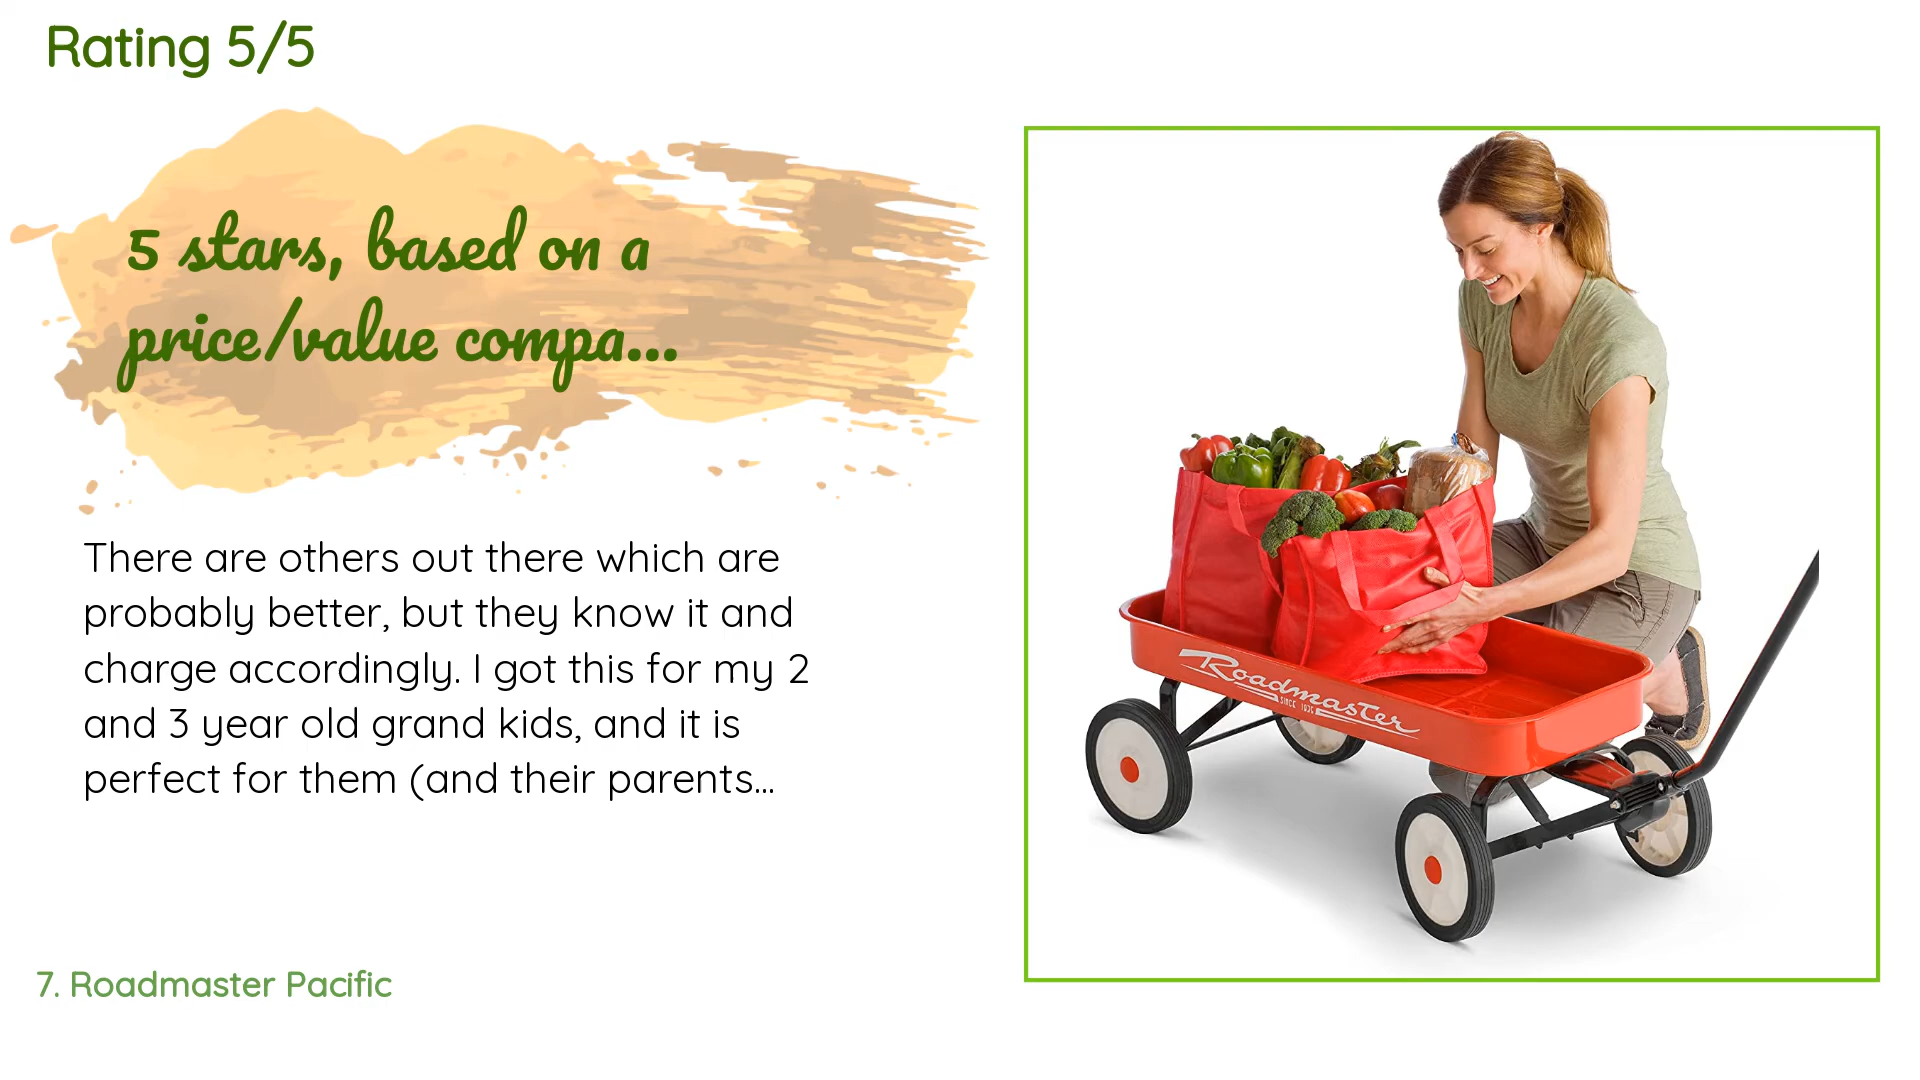 Rating 5/5
5 stars, based on a
price/value compa...
There are others out there which are
probably better, but they know it and
charge accordingly. I got this for my 2
and 3 year old grand kids, and it is
perfect for them (and their parents...
Roadmaster
SINCE 1936
7. Roadmaster Pacific